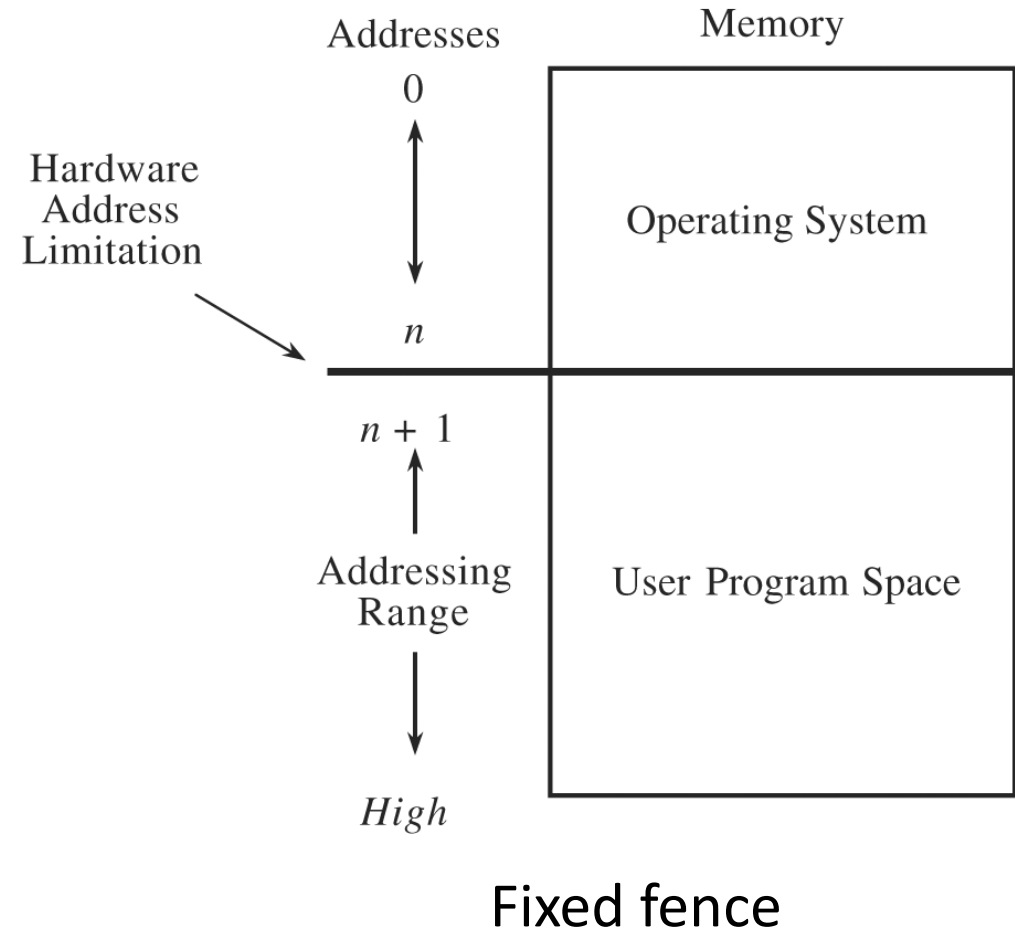 Addresses
Memory
0
Hardware
Address
Limitation
Operating System
n
n + 1
Addressing
Range
User Program Space
High
Fixed fence